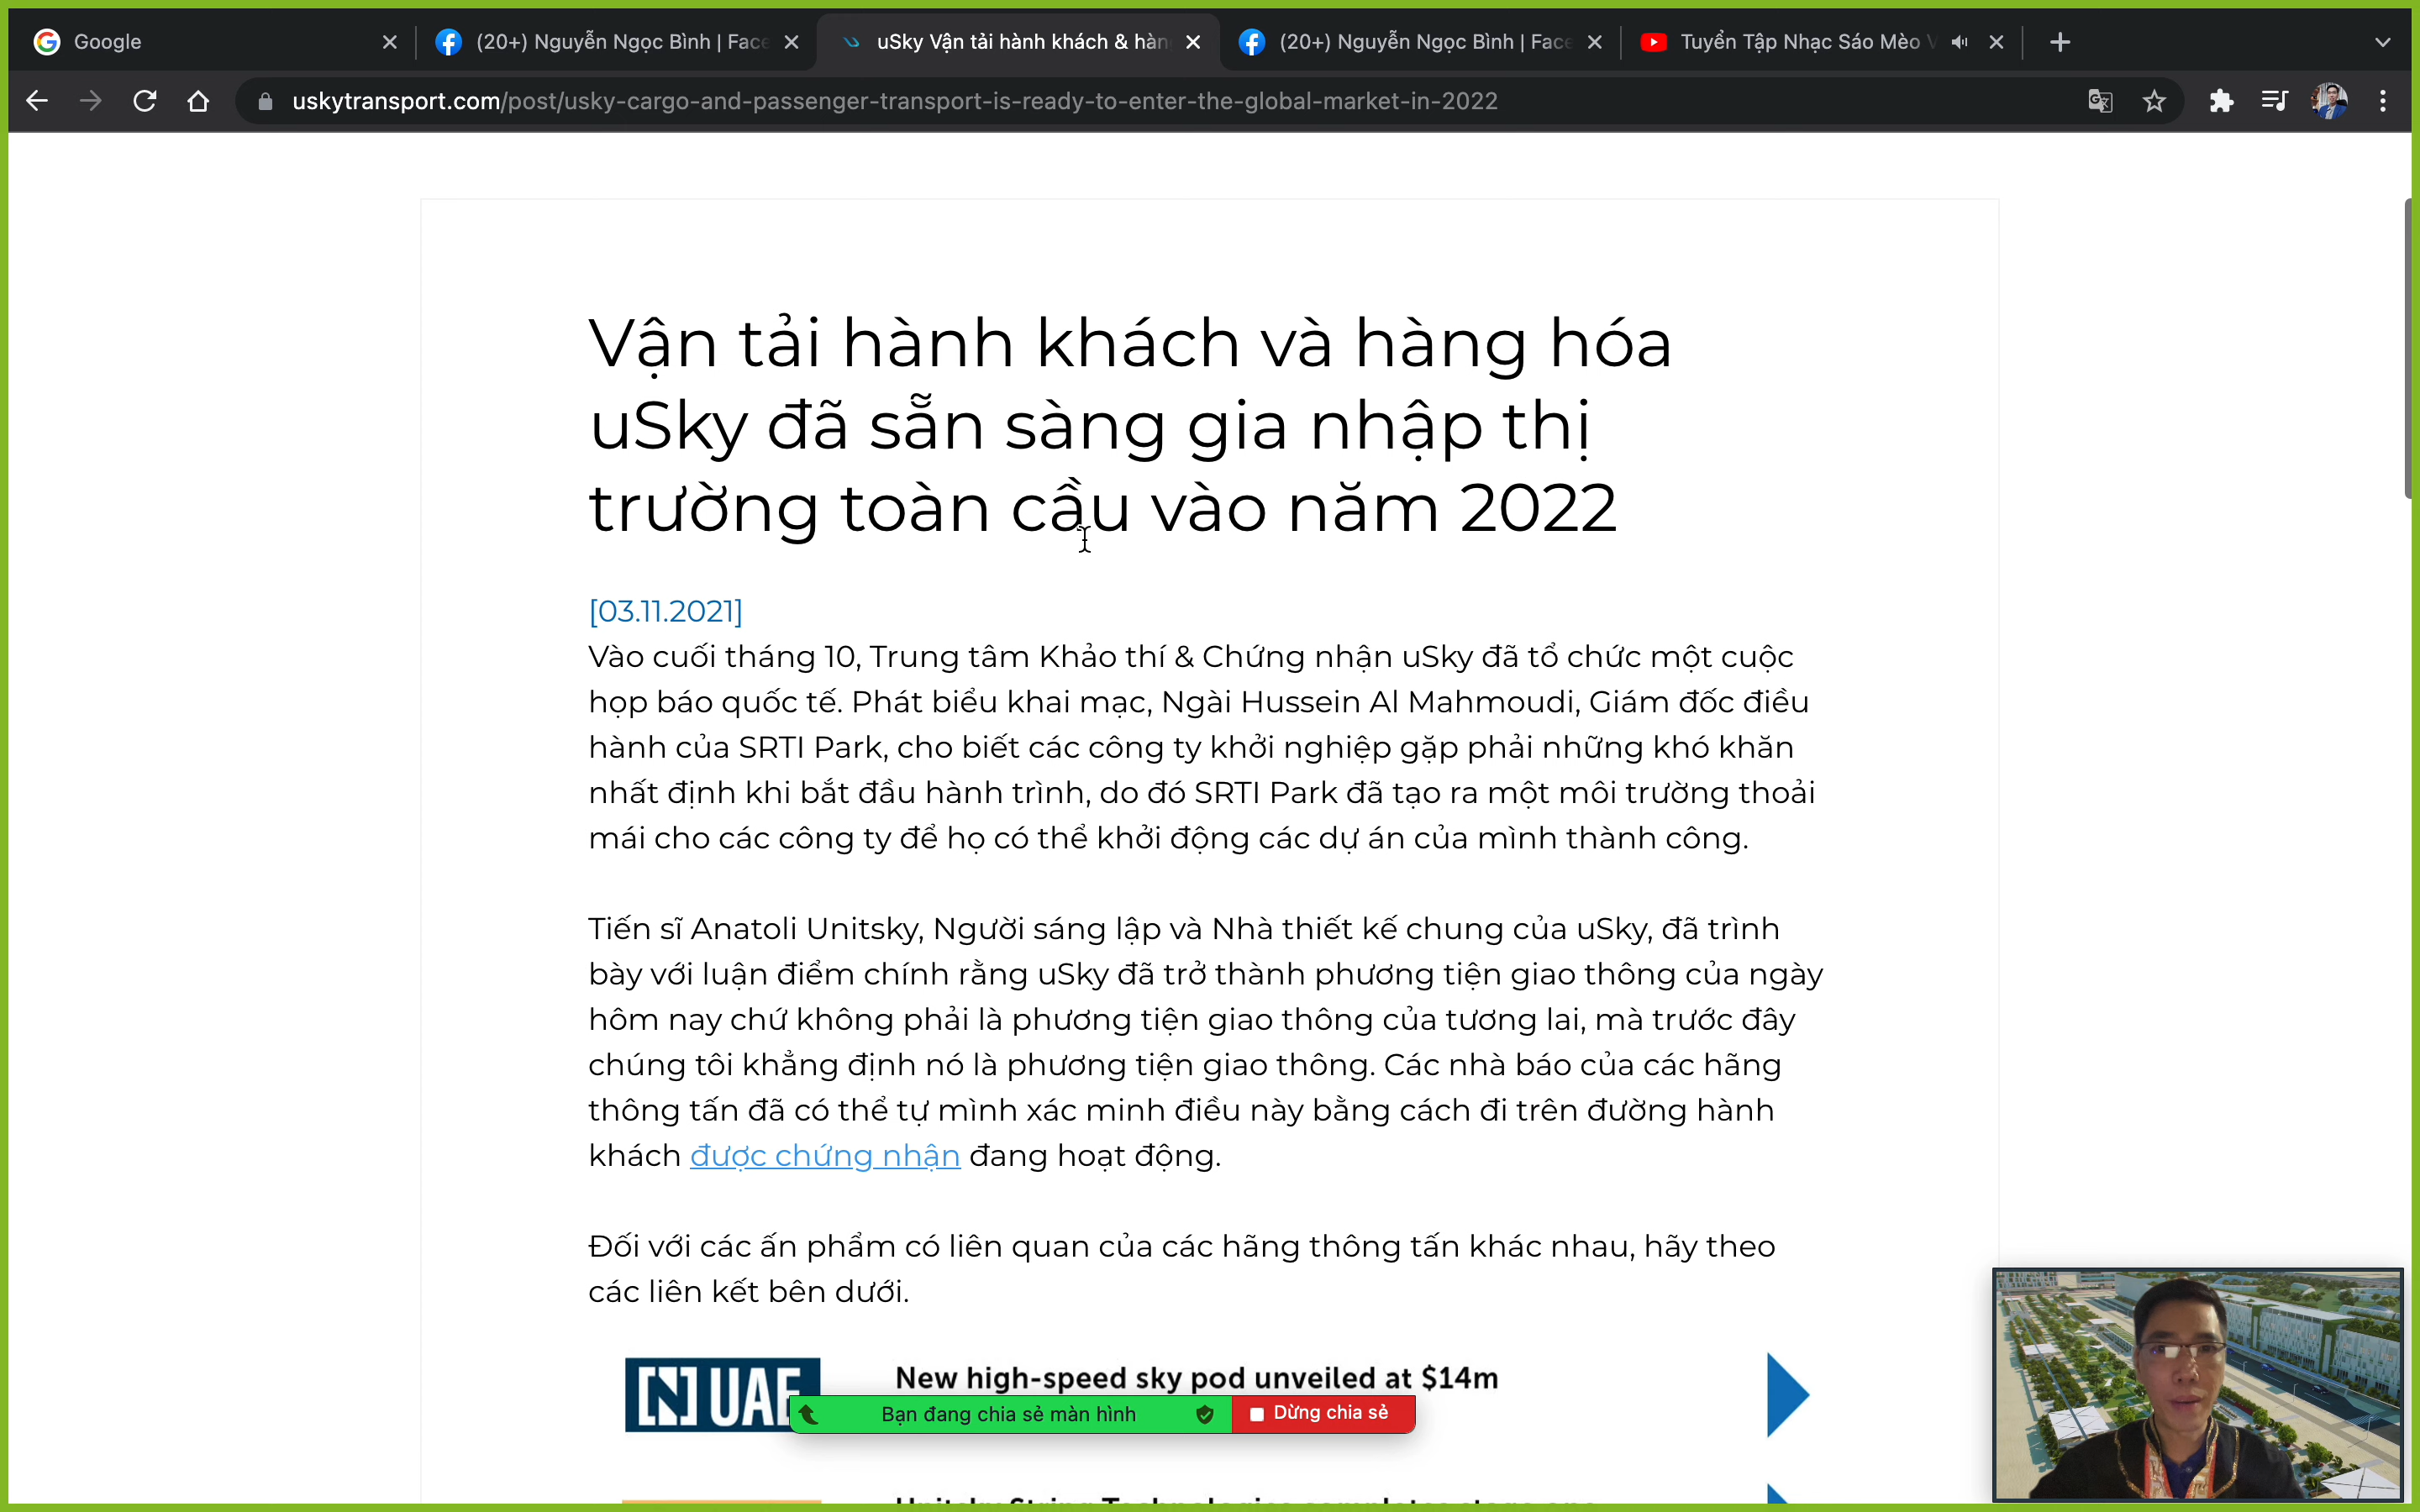 Google
(20+) Nguyễn Ngọc Bình | Face
uSky Vận tải hành khách & hàn
(20+) Nguyễn Ngọc Bình | Face
Tuyển Tập Nhạc Sáo Mèo V
uskytransport.com/post/usky-cargo-and-passenger-transport-is-ready-to-enter-the-global-market-in-2022
Vận tải hành khách và hàng hóa
uSky đã sẵn sàng gia nhập thị
trường toàn cầu vào năm 2022
[03.11.2021]
Vào cuối tháng 10, Trung tâm Khảo thí & Chứng nhận uSky đã tổ chức một cuộc
họp báo quốc tế. Phát biểu khai mạc, Ngài Hussein Al Mahmoudi, Giám đốc điều
hành của SRTI Park, cho biết các công ty khởi nghiệp gặp phải những khó khăn
nhất định khi bắt đầu hành trình, do đó SRTI Park đã tạo ra một môi trường thoải
mái cho các công ty để họ có thể khởi động các dự án của mình thành công.
Tiến sĩ Anatoli Unitsky, Người sáng lập và Nhà thiết kế chung của uSky, đã trình
bày với luận điểm chính rằng uSky đã trở thành phương tiện giao thông của ngày
hôm nay chứ không phải là phương tiện giao thông của tương lai, mà trước đây
chúng tôi khẳng định nó là phương tiện giao thông. Các nhà báo của các hãng
thông tấn đã có thể tự mình xác minh điều này bằng cách đi trên đường hành
khách được chứng nhận đang hoạt động.
Đối với các ấn phẩm có liên quan của các hãng thông tấn khác nhau, hãy theo
các liên kết bên dưới.
UAE
New high-speed sky pod unveiled at $14m
Bạn đang chia sẻ màn hình
Dừng chia sẻ